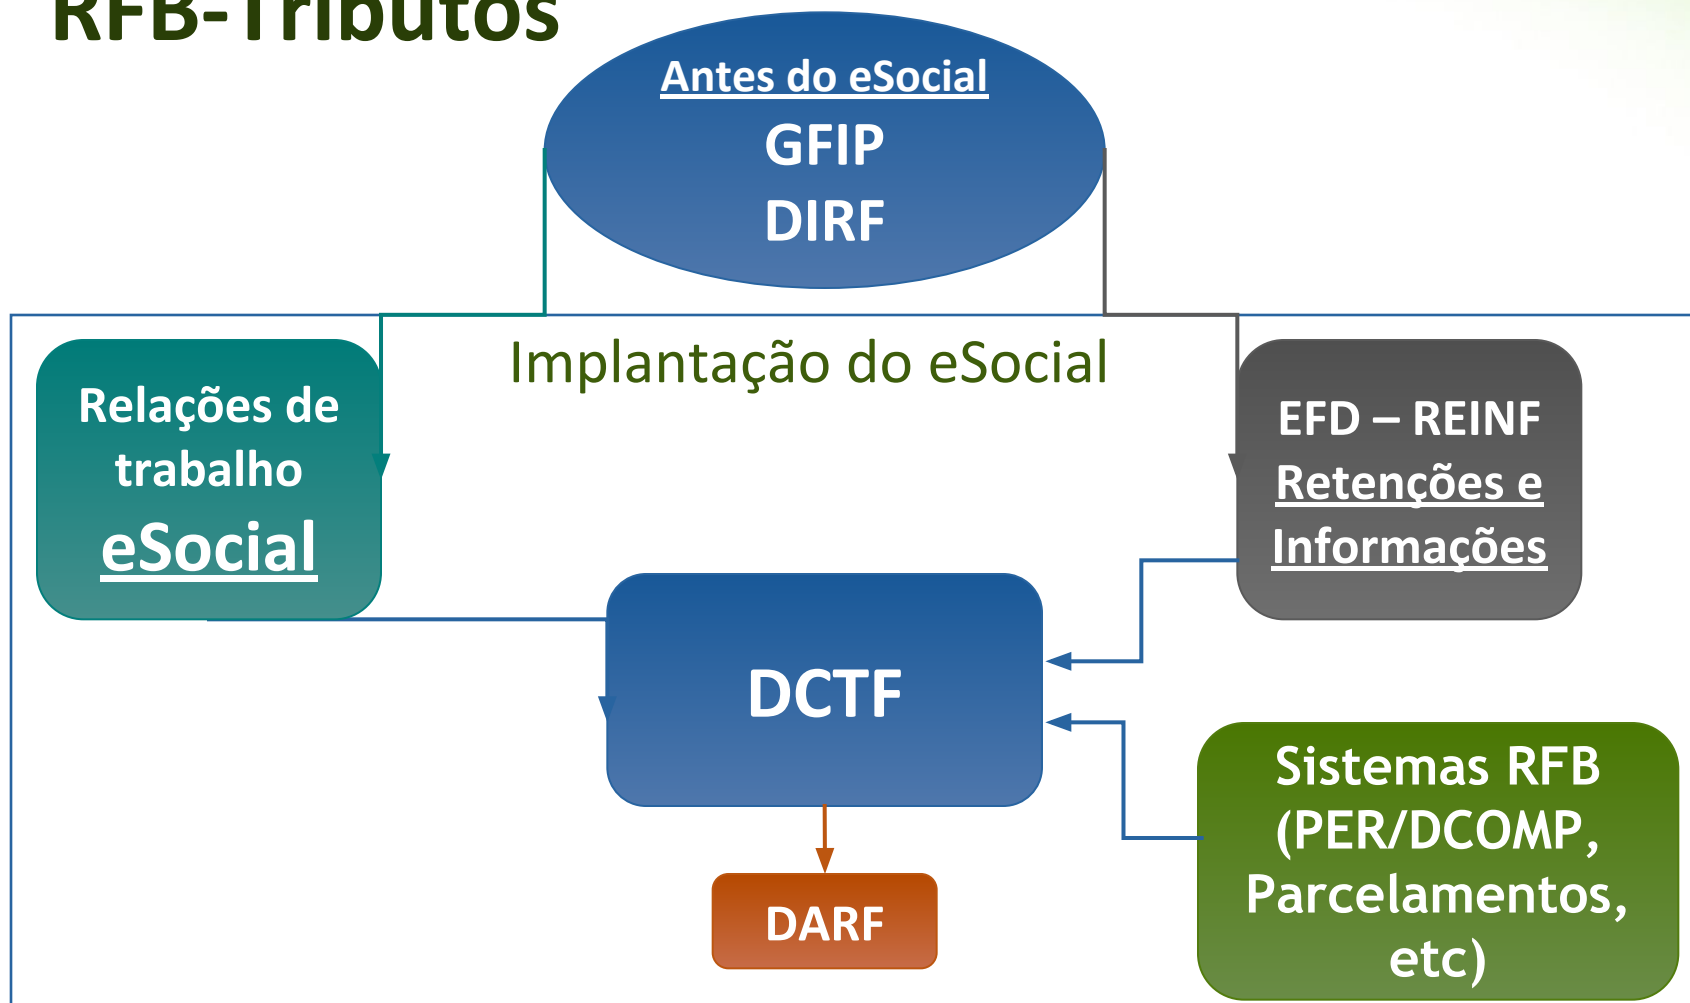 RFB-Tributos
Antes do eSocial
GFIP
DIRF
Implantação do eSocial
Relações de
trabalho
eSocial
EFD – REINF
Retenções e
Informações
DCTF
Sistemas RFB
(PER/DCOMP,
Parcelamentos,
etc)
DARF